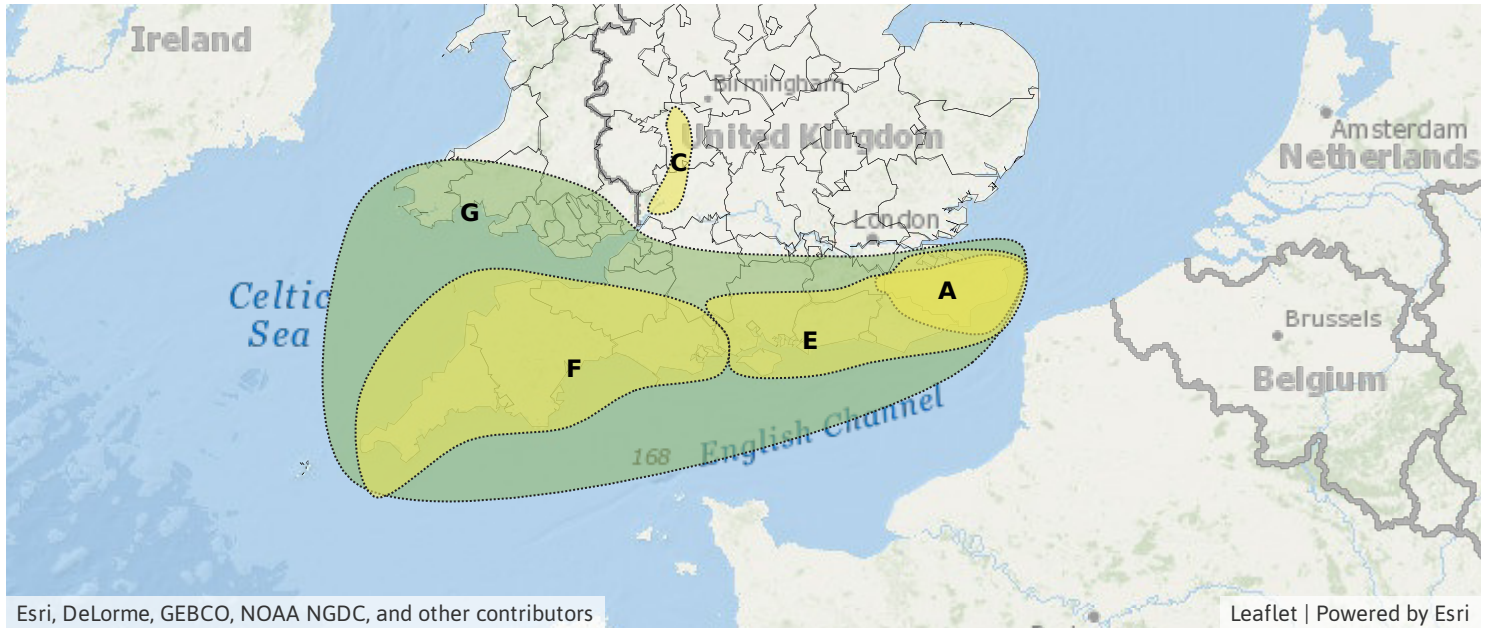 Ireland
Birmingham
United Kingdom
Amsterdam
Netherlands
C
G
London
Celtic
Sea
A
Brussels
E
F
Belgium
English Channel
168
Esri, DeLorme, GEBCO, NOAA NGDC, and other contributors
Leaflet | Powered by Esri